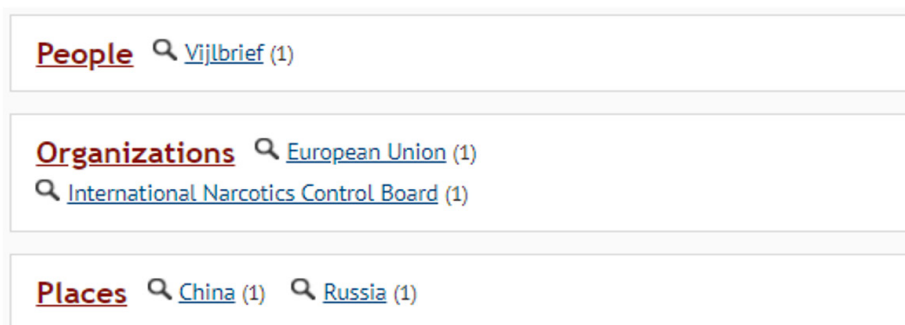 People Vijlbrief (1)
Organizations European Union (1)
International Narcotics Control Board (1)
Places China (1) Russia (1)